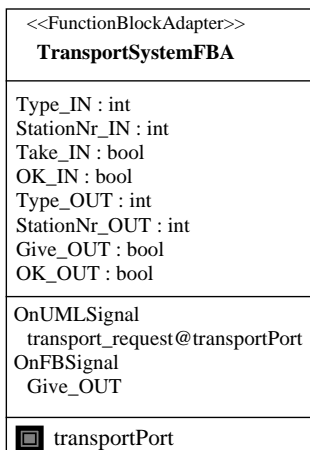 <<FunctionBlockAdapter>>
TransportSystemFBA
Type_IN : int
StationNr_IN : int
Take_IN : bool
OK_IN : bool
Type_OUT : int
StationNr_OUT : int
Give_OUT : bool
OK_OUT : bool
OnUMLSignal
transport_request@transportPort
OnFBSignal
Give_OUT
transportPort